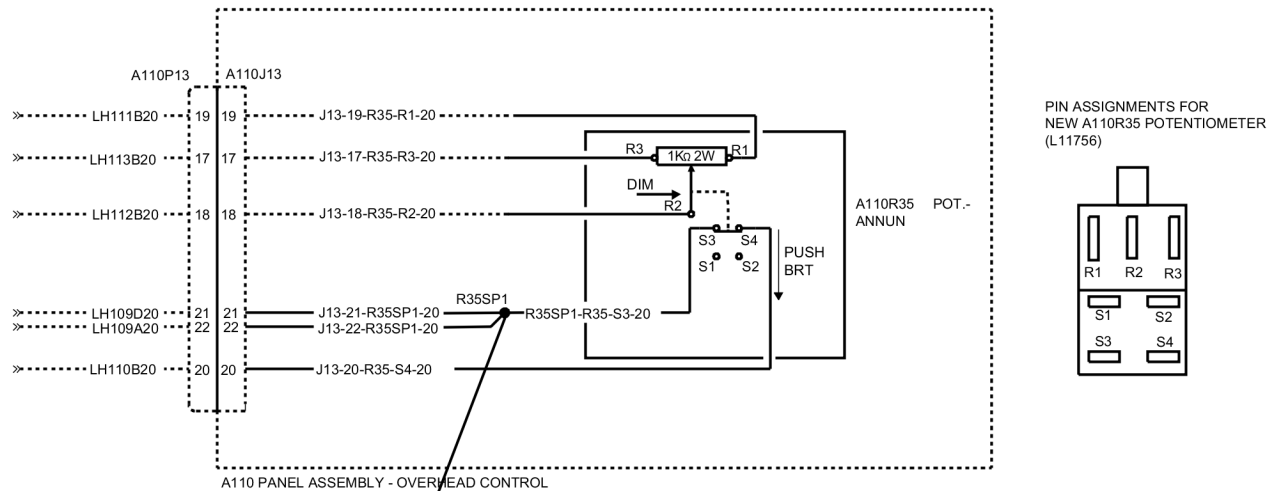 A110P13 A110J13
LH111B20 19 19 J13-19-R35-R1-20
LH113B20 17 17 J13-17-R35-R3-20
R3 1KΩ 2W R1
DIM
LH112B20 18 18 J13-18-R35-R2-20
R2
S3 S4
S1 S2
PUSH
BRT
A110R35 POT.-
ANNUN
R35SP1
LH109D20 21 21 J13-21-R35SP1-20
R35SP1-R35-S3-20
LH109A20 22 22 J13-22-R35SP1-20
LH110B20 20 20 J13-20-R35-S4-20
A110 PANEL ASSEMBLY - OVERHEAD CONTROL
PIN ASSIGNMENTS FOR
NEW A110R35 POTENTIOMETER
(L11756)
R1 R2 R3
S1 S2
S3 S4